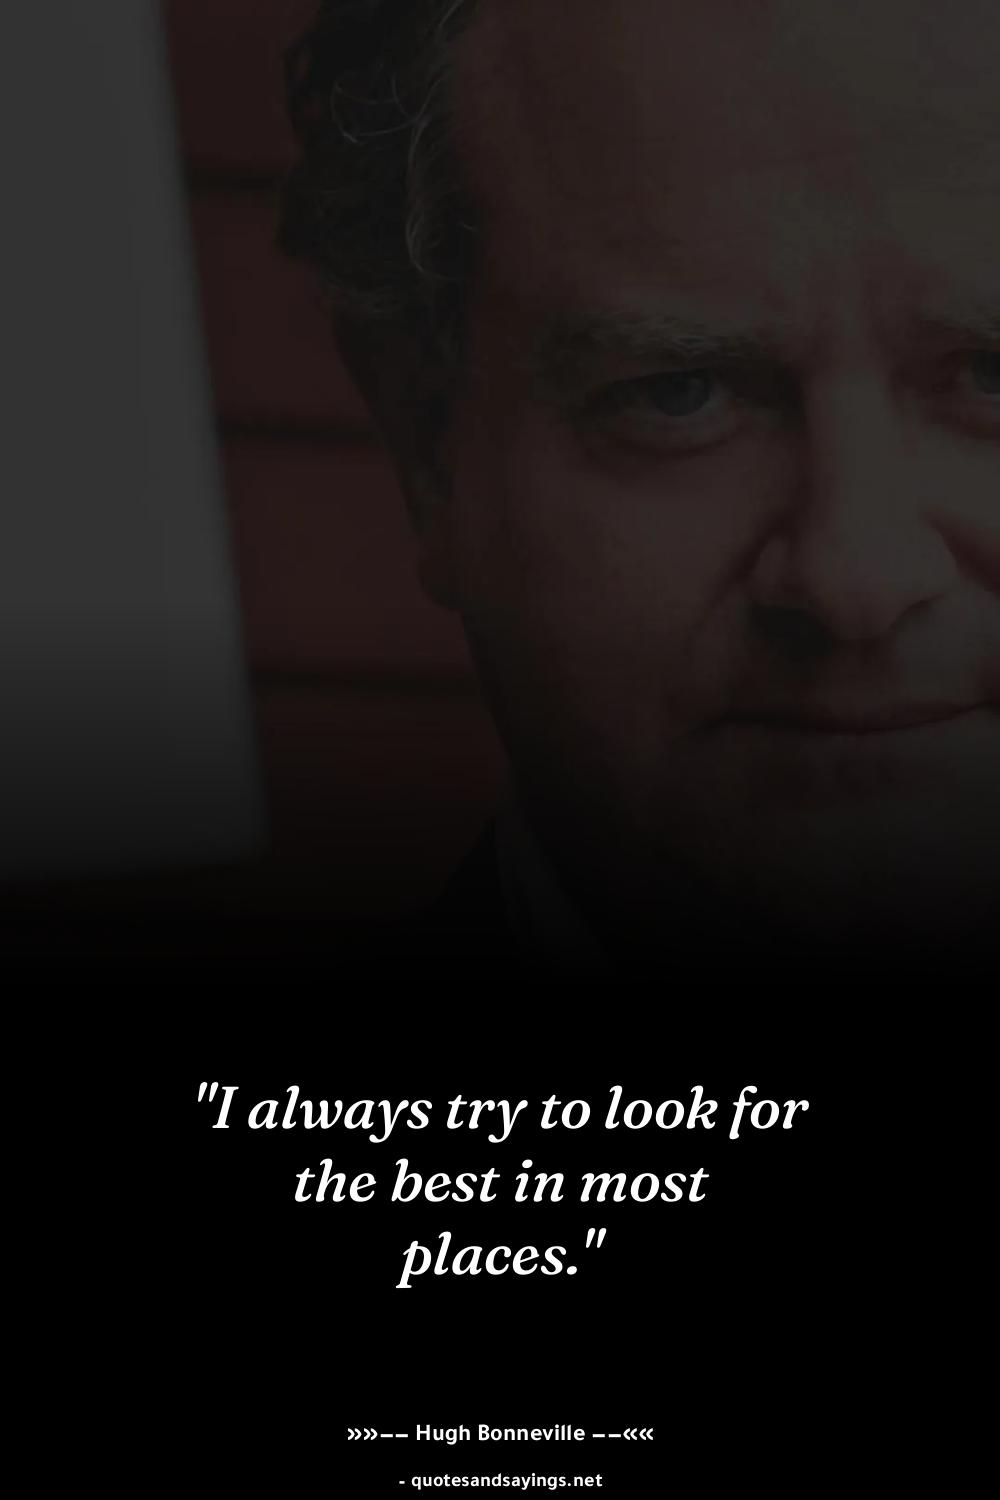 "I always try to look for
the best in most
places."
»»–– Hugh Bonneville ––««
- quotesandsayings.net